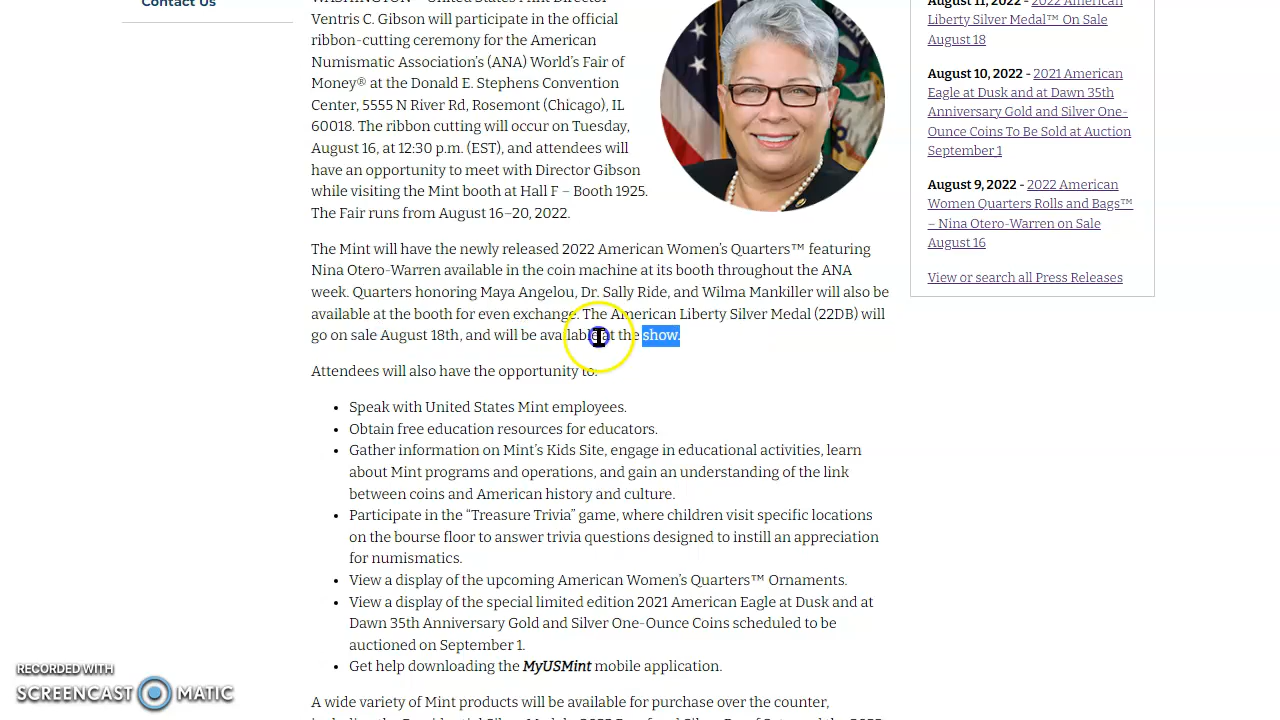 Contact Us
WASHINGTON – United States Mint Director
Ventris C. Gibson will participate in the official
ribbon-cutting ceremony for the American
Numismatic Association's (ANA) World's Fair of
Money® at the Donald E. Stephens Convention
Center, 5555 N River Rd, Rosemont (Chicago), IL
60018. The ribbon cutting will occur on Tuesday,
August 16, at 12:30 p.m. (EST), and attendees will
have an opportunity to meet with Director Gibson
while visiting the Mint booth at Hall F – Booth 1925.
The Fair runs from August 16–20, 2022.
The Mint will have the newly released 2022 American Women's Quarters™ featuring
Nina Otero-Warren available in the coin machine at its booth throughout the ANA
week. Quarters honoring Maya Angelou, Dr. Sally Ride, and Wilma Mankiller will also be
available at the booth for even exchange. The American Liberty Silver Medal (22DB) will
go on sale August 18th, and will be available at the show.
Attendees will also have the opportunity to:
• Speak with United States Mint employees.
• Obtain free education resources for educators.
• Gather information on Mint's Kids Site, engage in educational activities, learn
about Mint programs and operations, and gain an understanding of the link
between coins and American history and culture.
• Participate in the “Treasure Trivia” game, where children visit specific locations
on the bourse floor to answer trivia questions designed to instill an appreciation
for numismatics.
• View a display of the upcoming American Women's Quarters™ Ornaments.
• View a display of the special limited edition 2021 American Eagle at Dusk and at
Dawn 35th Anniversary Gold and Silver One-Ounce Coins scheduled to be
auctioned on September 1.
• Get help downloading the MyUSMint mobile application.
A wide variety of Mint products will be available for purchase over the counter,
August 11, 2022 - 2022 American
Liberty Silver Medal™ On Sale
August 18
August 10, 2022 - 2021 American
Eagle at Dusk and at Dawn 35th
Anniversary Gold and Silver One-
Ounce Coins To Be Sold at Auction
September 1
August 9, 2022 - 2022 American
Women Quarters Rolls and Bags™
– Nina Otero-Warren on Sale
August 16
View or search all Press Releases
RECORDED WITH
SCREENCAST MATIC